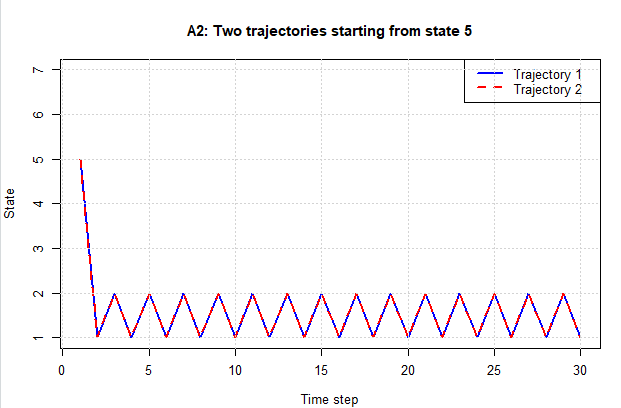 A2: Two trajectories starting from state 5
Trajectory 1
Trajectory 2
State
7
6
5
4
3
2
1
0 5 10 15 20 25 30
Time step